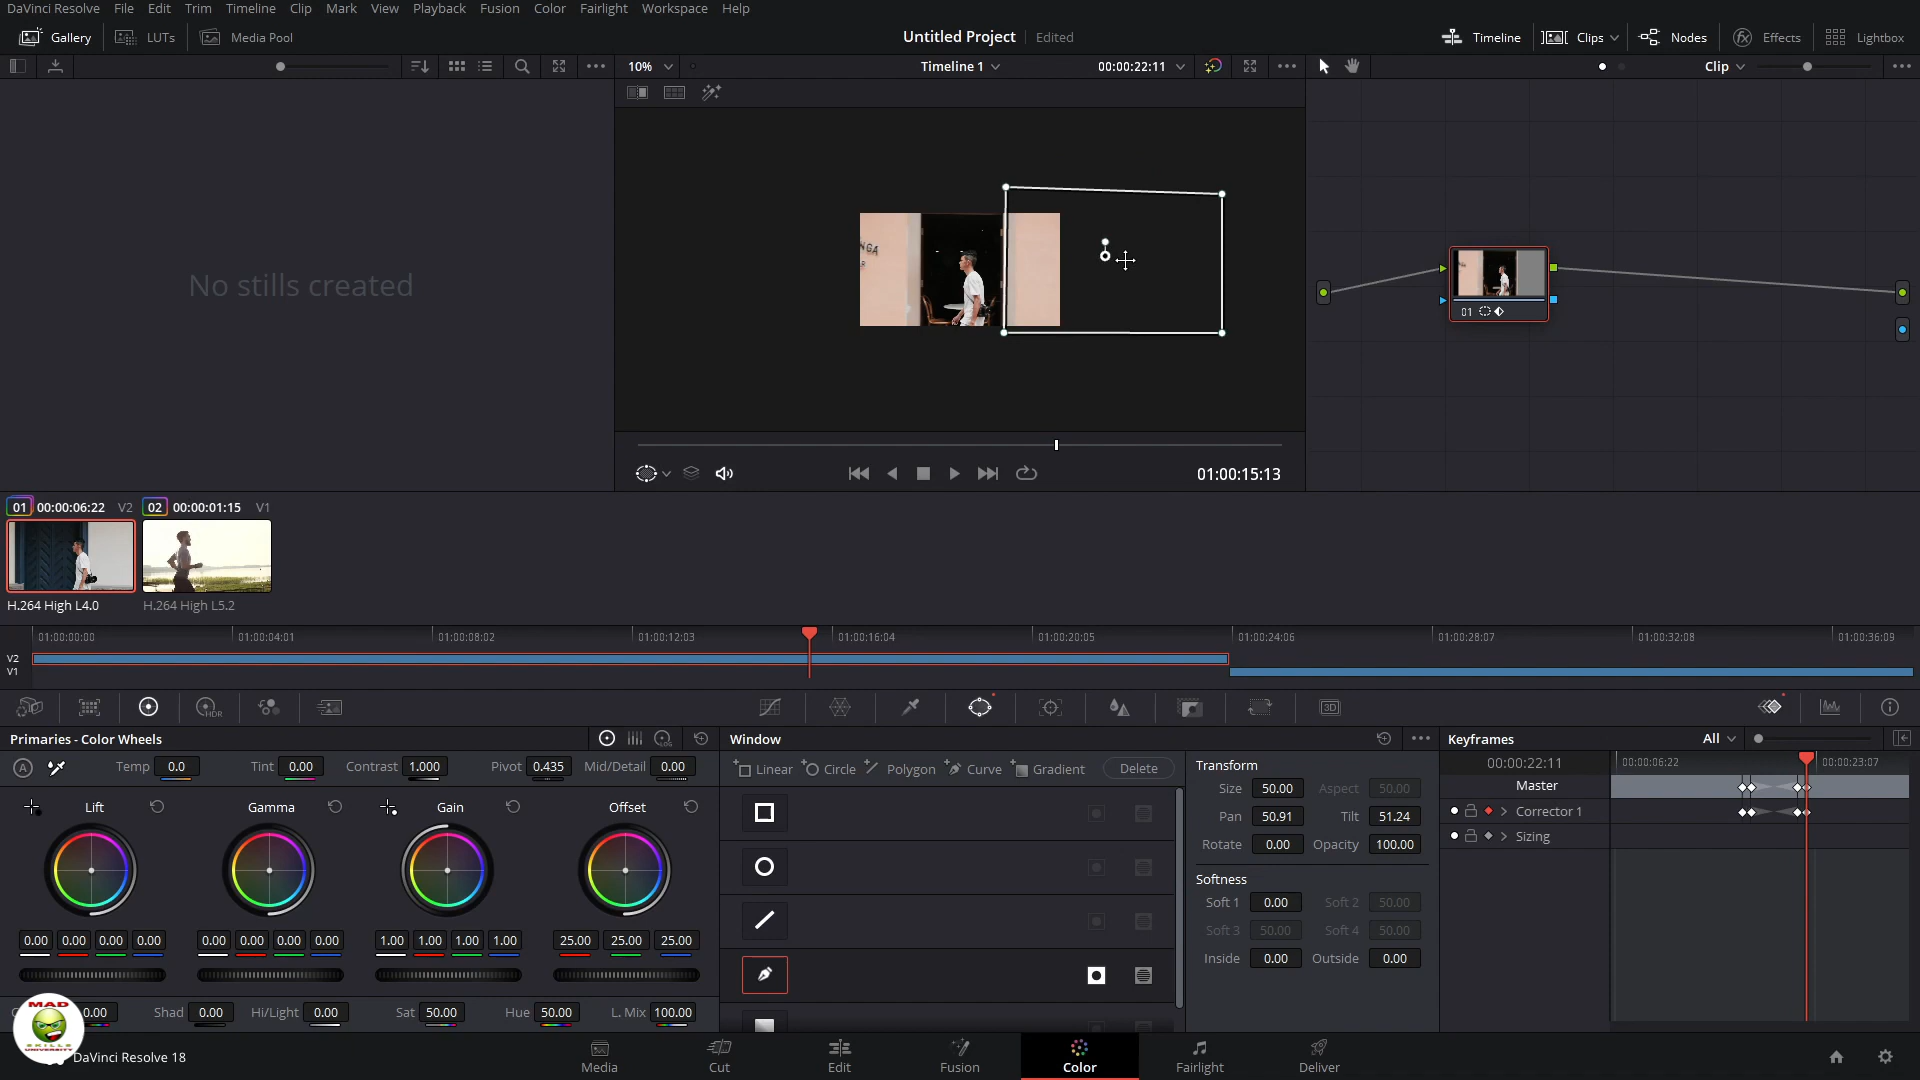 DaVinci Resolve File Edit Trim Timeline Clip Mark View Playback Fusion Color Fairlight Workspace Help
Gallery LUTs Media Pool Untitled Project Edited Timeline Clips Nodes Effects Lightbox
10% Timeline 1 00:00:22:11 Clip
No stills created
NGA
01
01:00:15:13
01 00:00:06:22 V2 02 00:00:01:15 V1
H.264 High L4.0 H.264 High L5.2
01:00:00:00 01:00:04:01 01:00:08:02 01:00:12:03 01:00:16:04 01:00:20:05 01:00:24:06 01:00:28:07 01:00:32:08 01:00:36:09
V2
V1
HDR 3D
Primaries - Color Wheels LOG Window Keyframes All
A Temp 0.0 Tint 0.00 Contrast 1.000 Pivot 0.435 Mid/Detail 0.00
Linear Circle Polygon Curve Gradient Delete
Transform
00:00:22:11 00:00:06:22 00:00:23:07
Size 50.00 Aspect 50.00
Master
Lift Gamma Gain Offset
Pan 50.91 Tilt 51.24
Corrector 1
Rotate 0.00 Opacity 100.00
Sizing
Softness
Soft 1 0.00 Soft 2 50.00
Soft 3 50.00 Soft 4 50.00
0.00 0.00 0.00 0.00 0.00 0.00 0.00 0.00 1.00 1.00 1.00 1.00 25.00 25.00 25.00
Inside 0.00 Outside 0.00
0.00 Shad 0.00 Hi/Light 0.00 Sat 50.00 Hue 50.00 L. Mix 100.00
MAD
SKILLS
UNIVERSITY
DaVinci Resolve 18
Media Cut Edit Fusion Color Fairlight Deliver